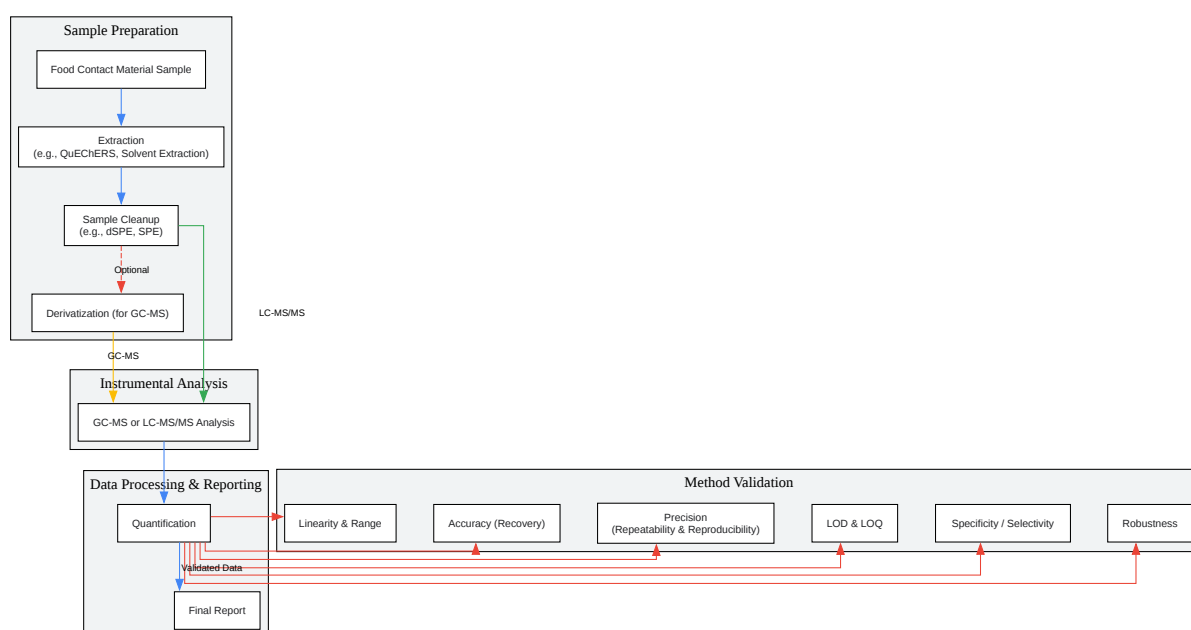 Sample Preparation
Food Contact Material Sample
Extraction
(e.g., QuEChERS, Solvent Extraction)
Sample Cleanup
(e.g., dSPE, SPE)
Optional
Derivatization (for GC-MS)
LC-MS/MS
GC-MS
Instrumental Analysis
GC-MS or LC-MS/MS Analysis
Data Processing & Reporting
Quantification
Validated Data
Final Report
Method Validation
Linearity & Range
Accuracy (Recovery)
Precision
(Repeatability & Reproducibility)
LOD & LOQ
Specificity / Selectivity
Robustness